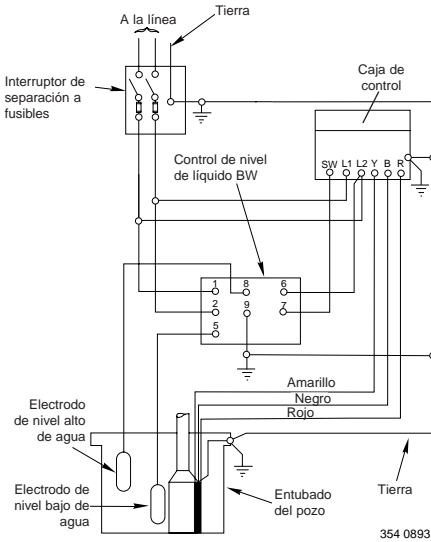 A la línea
Tierra
Interruptor de
separación a
fusibles
Caja de
control
Control de nivel
de líquido BW
SW L1 L2 Y B R
1 8 6
2 9 7
5
Amarillo
Negro
Rojo
Electrodo
de nivel alto
de agua
Electrodo de
nivel bajo de
agua
Entubado
del pozo
Tierra
354 0893